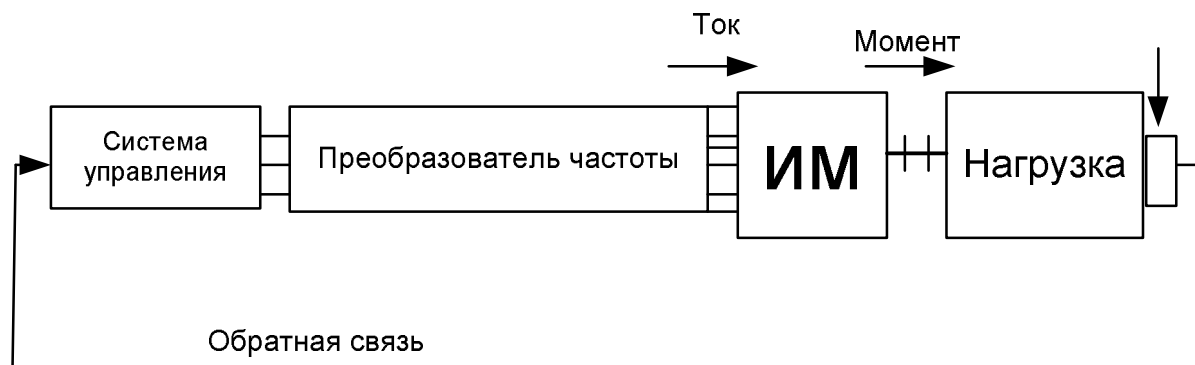 Ток
Момент
Система
управления
Преобразователь частоты
ИМ
Нагрузка
Обратная связь